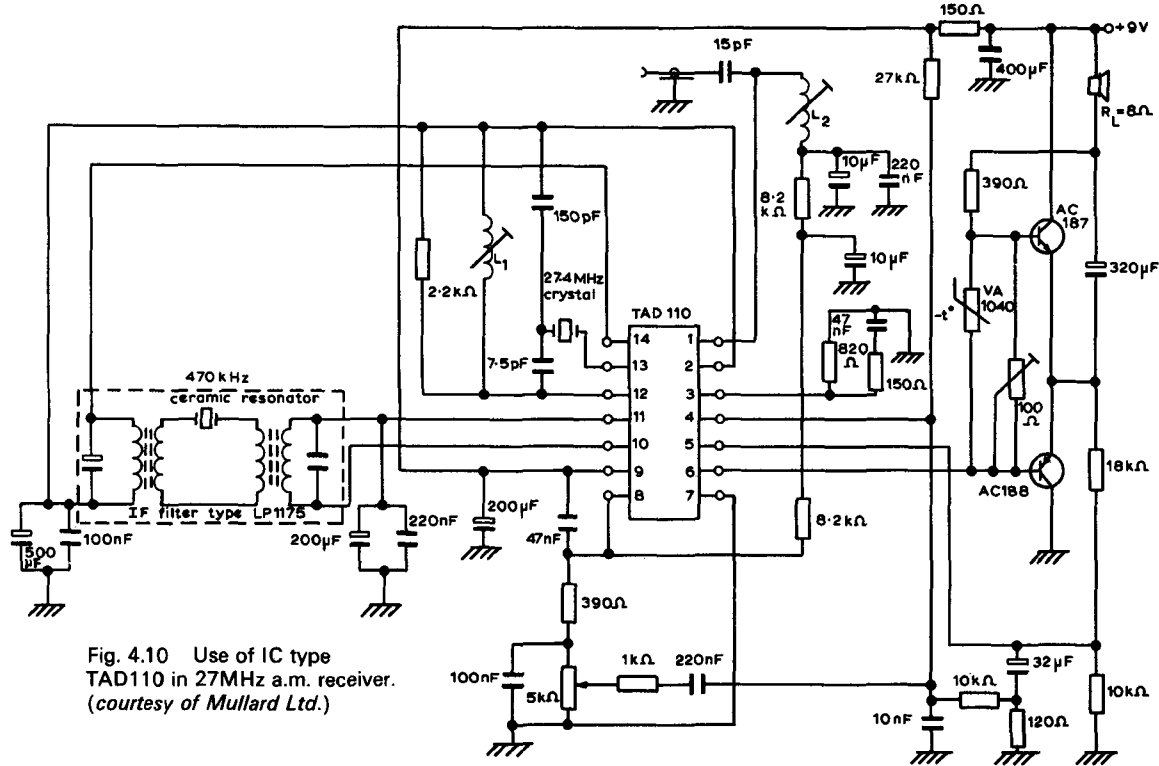 150Ω
+9V
15pF
400µF
27kΩ
L2
RL=8Ω
10µF
220
nF
390Ω
8·2
kΩ
AC
187
150pF
L1
10µF
320µF
2·2kΩ
27·4MHz
crystal
VA
1040
-t°
TAD 110
47
nF
820
Ω
150Ω
7·5pF
14
13
12
11
10
9
8
1
2
3
4
5
6
7
100
Ω
470kHz
ceramic resonator
IF filter type LP1175
AC188
18kΩ
500
µF
100nF
200µF
220nF
200µF
47nF
8·2kΩ
390Ω
1kΩ
220nF
100nF
5kΩ
32µF
10kΩ
10kΩ
10nF
120Ω
Fig. 4.10 Use of IC type
TAD110 in 27MHz a.m. receiver.
(courtesy of Mullard Ltd.)